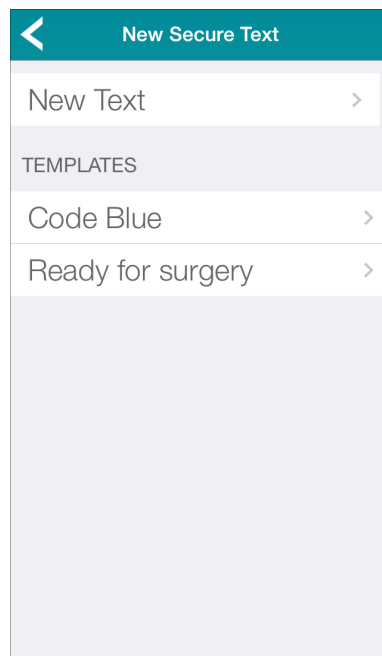 New Secure Text
New Text
TEMPLATES
Code Blue
Ready for surgery